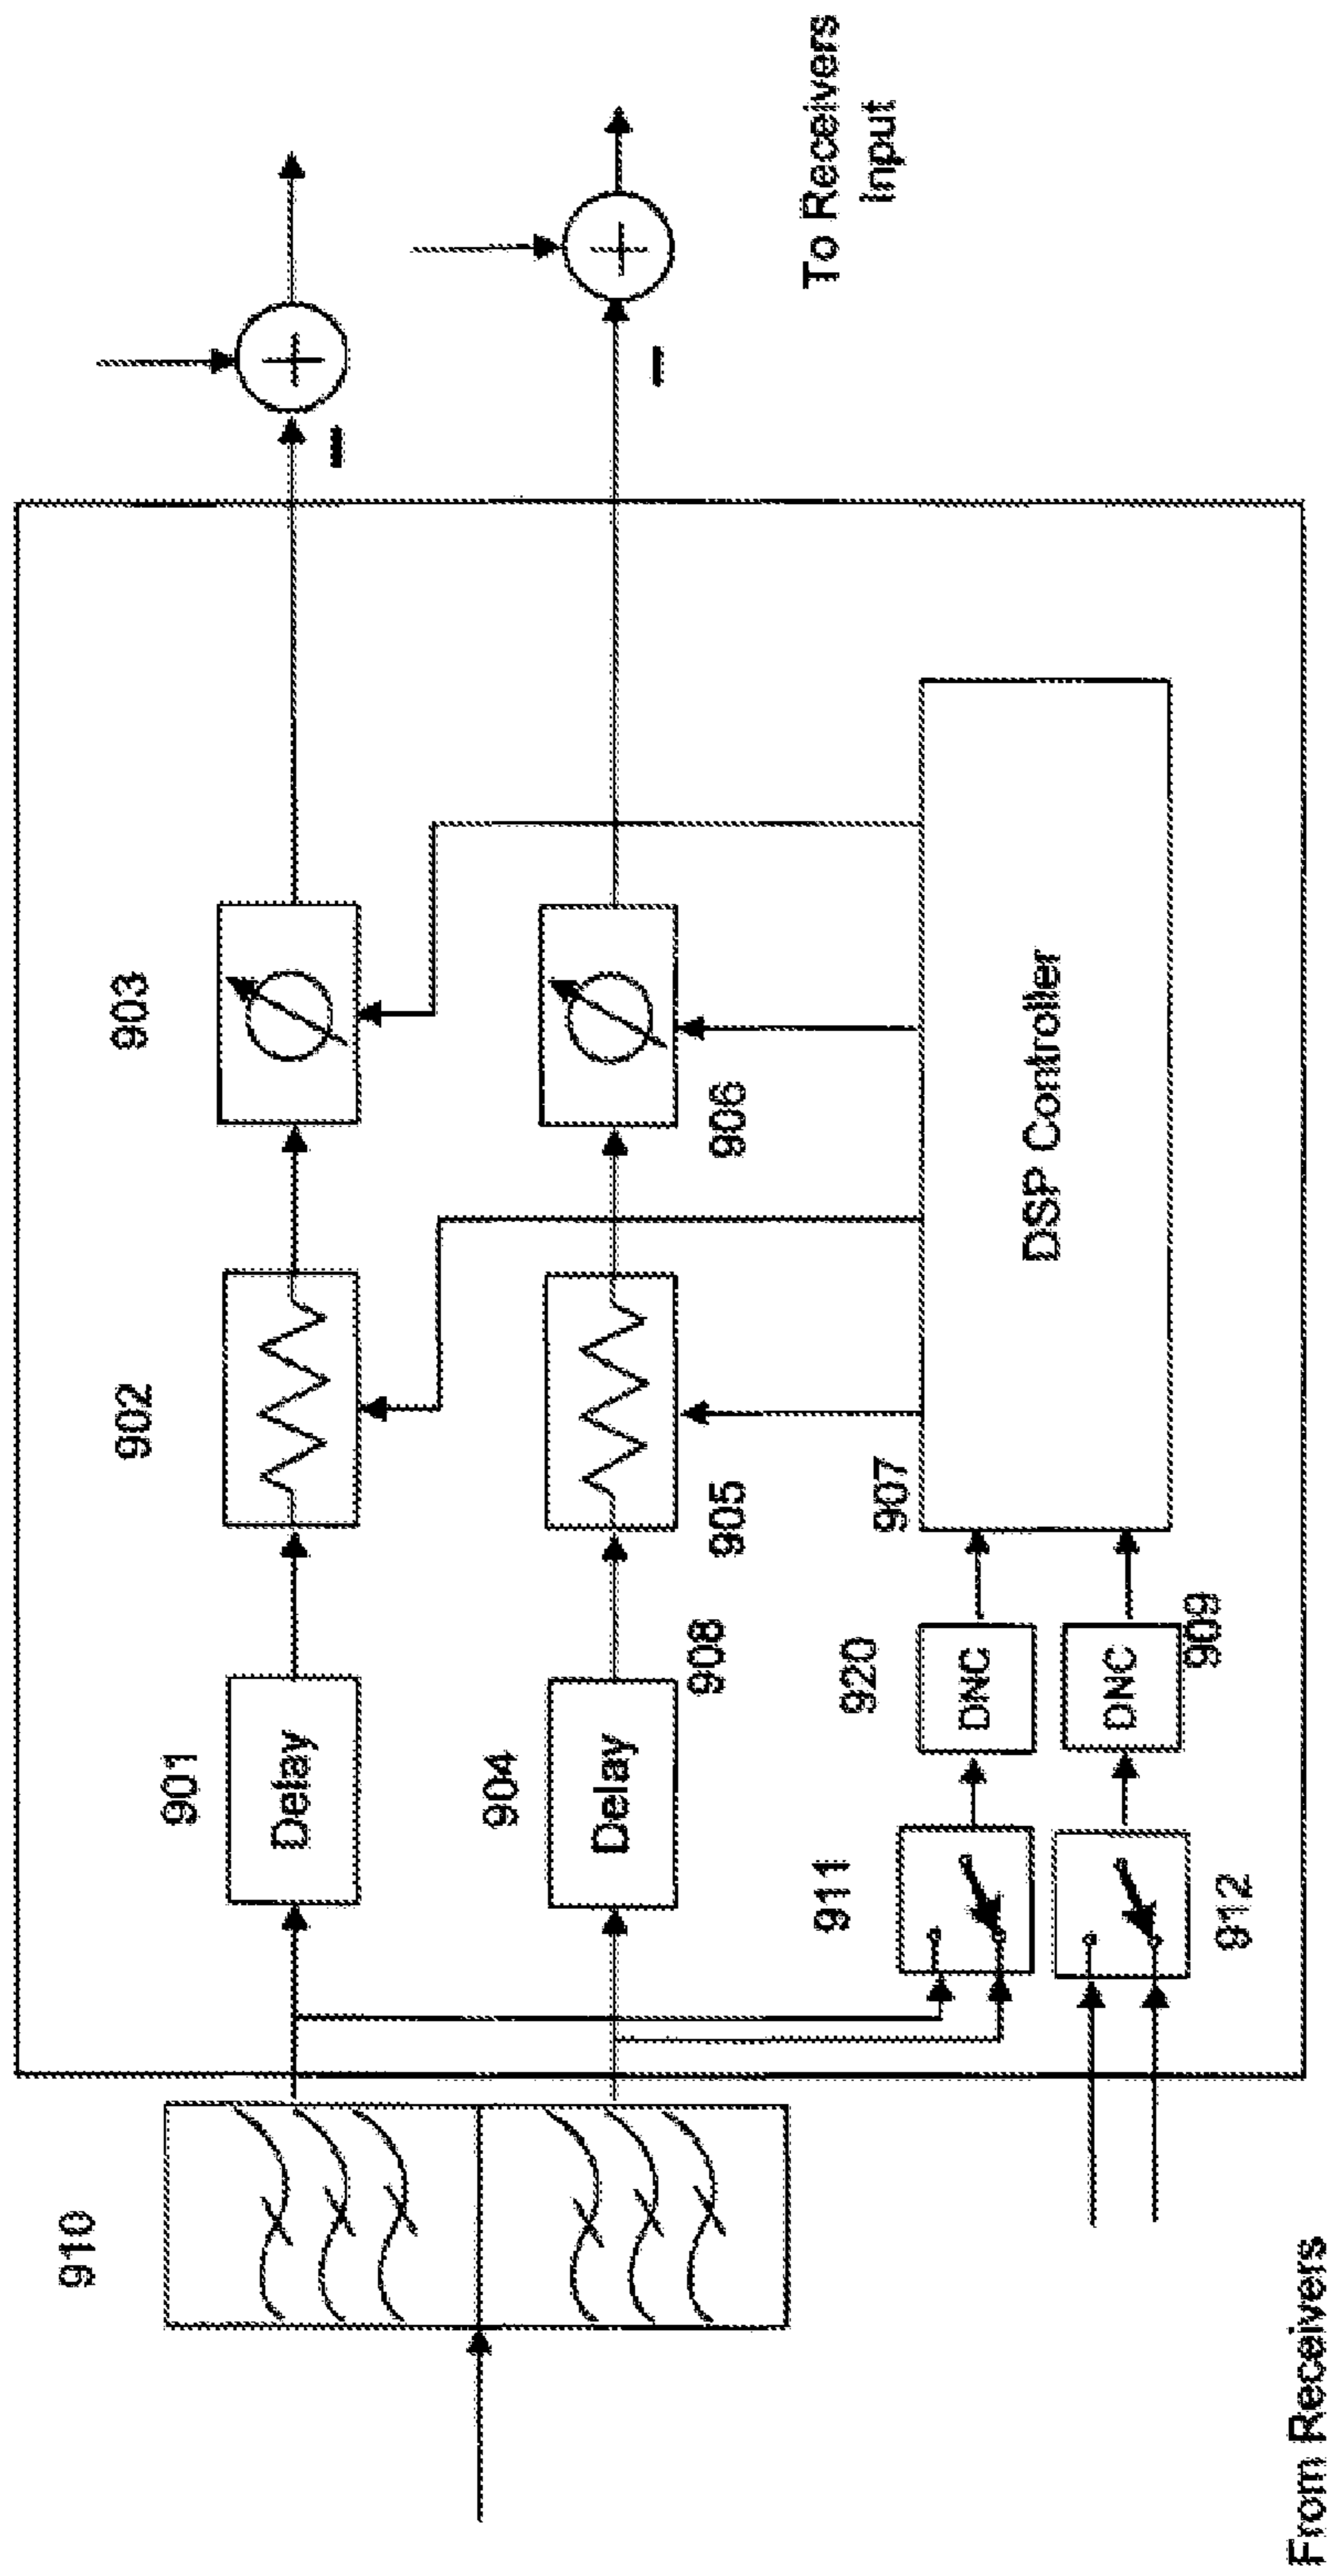 910
901
902
903
Delay
904
908
905
906
Delay
911
920
907
DNC
DSP Controller
912
DNC
909
From Receivers
To Receivers
Input